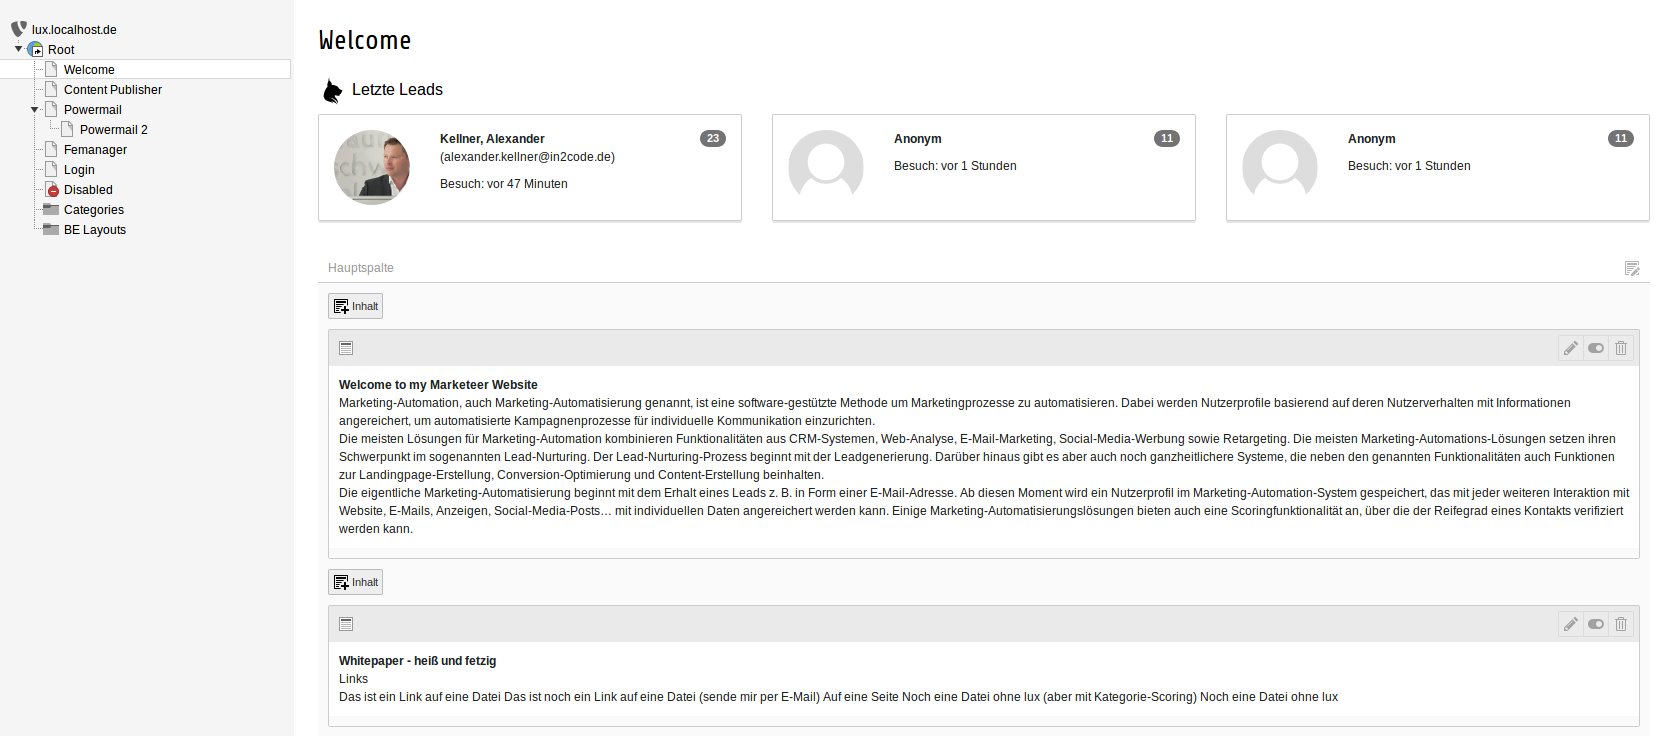 lux.localhost.de
Root
Welcome
Content Publisher
Powermail
Powermail 2
Femanager
Login
Disabled
Categories
BE Layouts
Welcome
Letzte Leads
Kellner, Alexander 23
(alexander.kellner@in2code.de)
Besuch: vor 47 Minuten
Anonym 11
Besuch: vor 1 Stunden
Anonym 11
Besuch: vor 1 Stunden
Hauptspalte
Inhalt
Welcome to my Marketeer Website
Marketing-Automation, auch Marketing-Automatisierung genannt, ist eine software-gestützte Methode um Marketingprozesse zu automatisieren. Dabei werden Nutzerprofile basierend auf deren Nutzerverhalten mit Informationen
angereichert, um automatisierte Kampagnenprozesse für individuelle Kommunikation einzurichten.
Die meisten Lösungen für Marketing-Automation kombinieren Funktionalitäten aus CRM-Systemen, Web-Analyse, E-Mail-Marketing, Social-Media-Werbung sowie Retargeting. Die meisten Marketing-Automations-Lösungen setzen ihren
Schwerpunkt im sogenannten Lead-Nurturing. Der Lead-Nurturing-Prozess beginnt mit der Leadgenerierung. Darüber hinaus gibt es aber auch noch ganzheitlichere Systeme, die neben den genannten Funktionalitäten auch Funktionen
zur Landingpage-Erstellung, Conversion-Optimierung und Content-Erstellung beinhalten.
Die eigentliche Marketing-Automatisierung beginnt mit dem Erhalt eines Leads z. B. in Form einer E-Mail-Adresse. Ab diesen Moment wird ein Nutzerprofil im Marketing-Automation-System gespeichert, das mit jeder weiteren Interaktion mit
Website, E-Mails, Anzeigen, Social-Media-Posts… mit individuellen Daten angereichert werden kann. Einige Marketing-Automatisierungslösungen bieten auch eine Scoringfunktionalität an, über die der Reifegrad eines Kontakts verifiziert
werden kann.
Inhalt
Whitepaper - heiß und fetzig
Links
Das ist ein Link auf eine Datei Das ist noch ein Link auf eine Datei (sende mir per E-Mail) Auf eine Seite Noch eine Datei ohne lux (aber mit Kategorie-Scoring) Noch eine Datei ohne lux